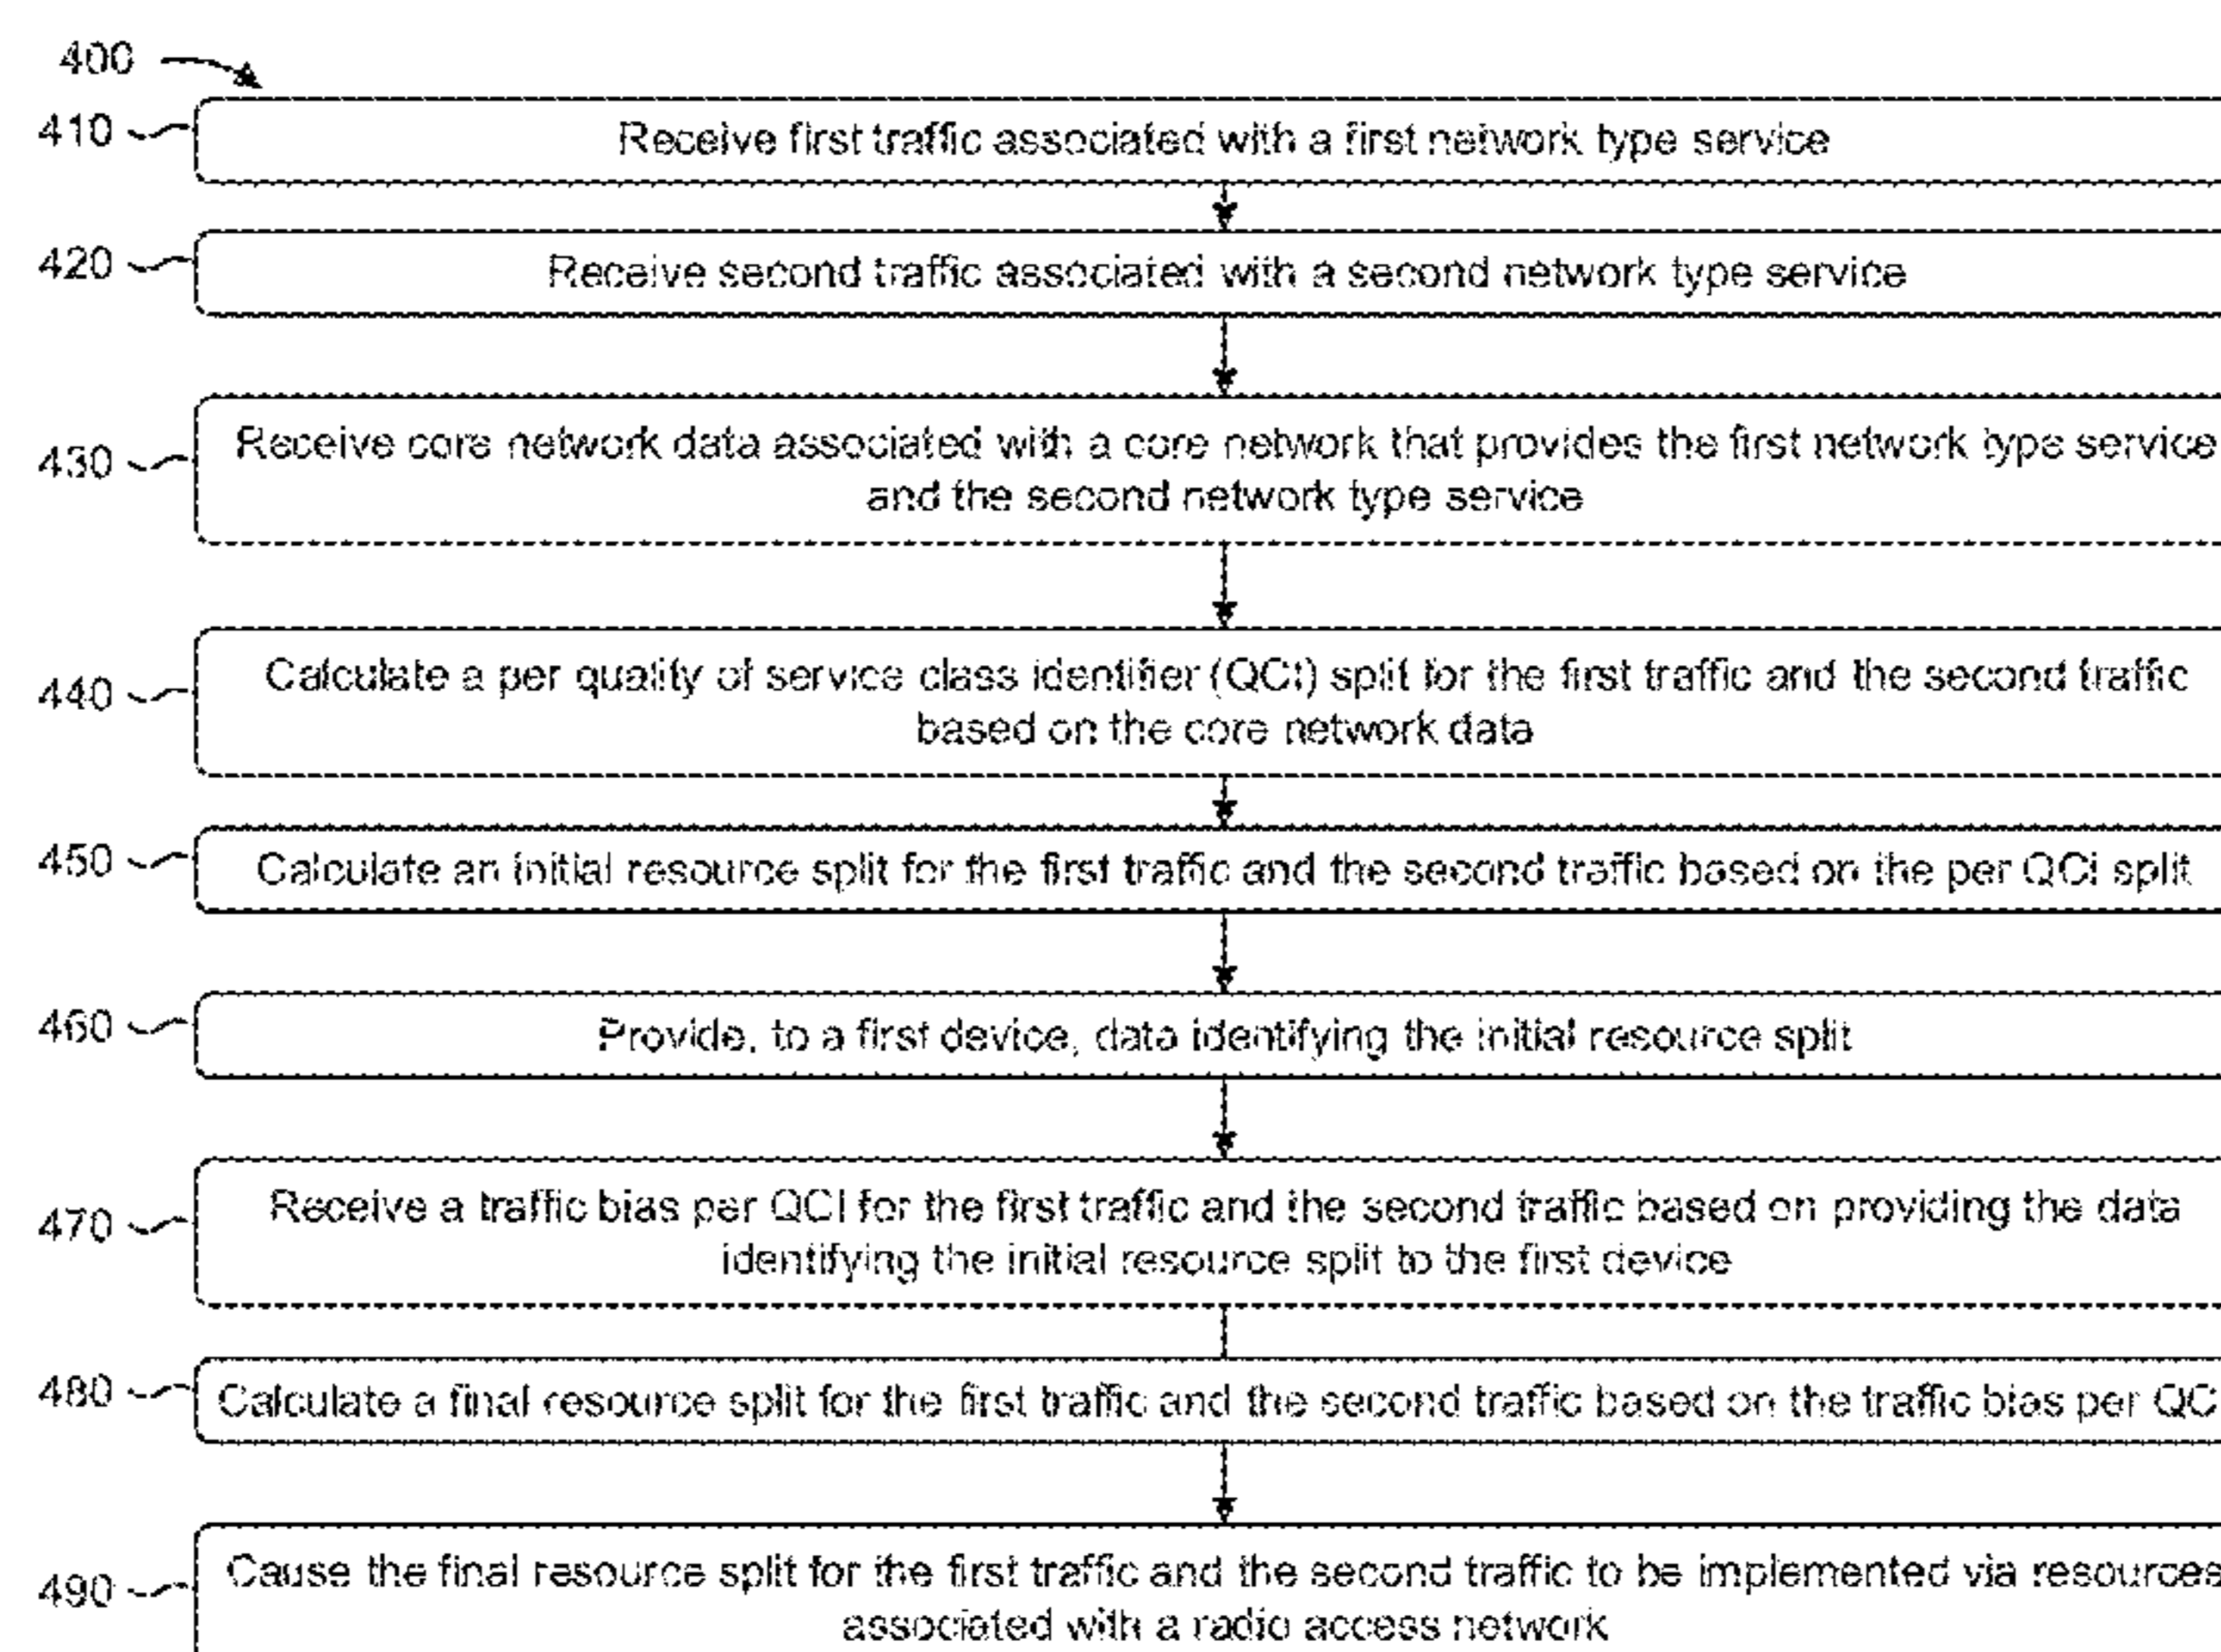 400
410 Receive first traffic associated with a first network type service
420 Receive second traffic associated with a second network type service
430 Receive core network data associated with a core network that provides the first network type service
and the second network type service
440 Calculate a per quality of service class identifier (QCI) split for the first traffic and the second traffic
based on the core network data
450 Calculate an initial resource split for the first traffic and the second traffic based on the per QCI split
460 Provide, to a first device, data identifying the initial resource split
470 Receive a traffic bias per QCI for the first traffic and the second traffic based on providing the data
identifying the initial resource split to the first device
480 Calculate a final resource split for the first traffic and the second traffic based on the traffic bias per QC
490 Cause the final resource split for the first traffic and the second traffic to be implemented via resources
associated with a radio access network